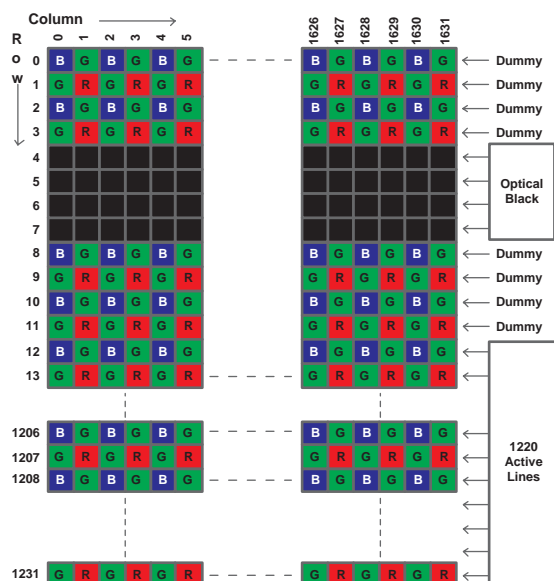 Column
Row
0 1 2 3 4 5 1626 1627 1628 1629 1630 1631
0 B G B G B G B G B G B G Dummy
1 G R G R G R G R G R G R Dummy
2 B G B G B G B G B G B G Dummy
3 G R G R G R G R G R G R Dummy
4
5
6
7
Optical
Black
8 B G B G B G B G B G B G Dummy
9 G R G R G R G R G R G R Dummy
10 B G B G B G B G B G B G Dummy
11 G R G R G R G R G R G R Dummy
12 B G B G B G B G B G B G
13 G R G R G R G R G R G R
1206 B G B G B G B G B G B G
1207 G R G R G R G R G R G R
1208 B G B G B G B G B G B G
1220
Active
Lines
1231 G R G R G R G R G R G R